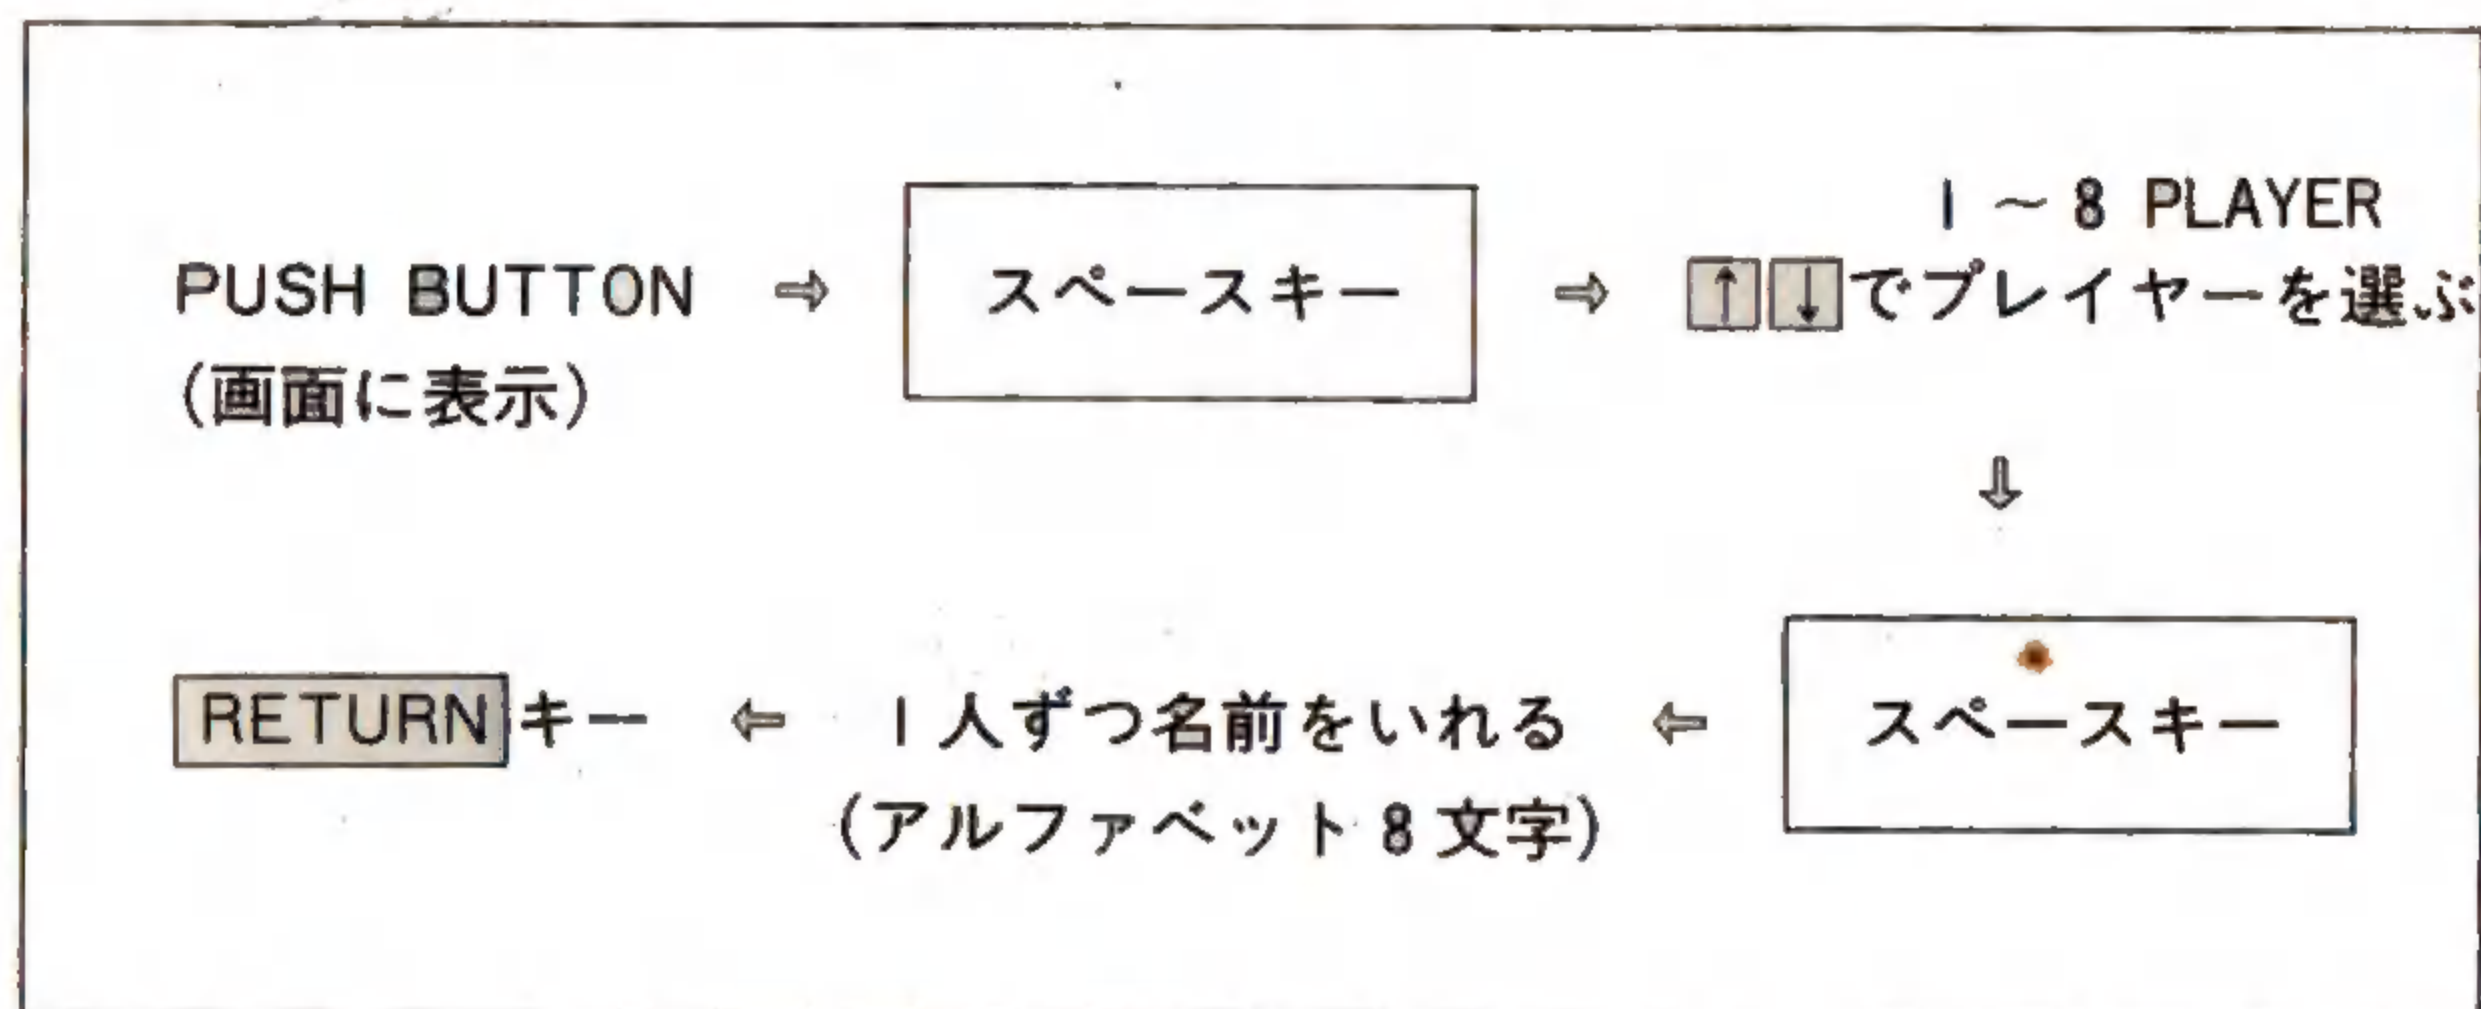 PUSH BUTTON ⇨ スペースキー ⇨ 1 ～ 8 PLAYER
↑↓でプレイヤーを選ぶ
(画面に表示)
⇩
スペースキー
⇦ 1人ずつ名前をいれる
(アルファベット8文字)
⇦ RETURNキー